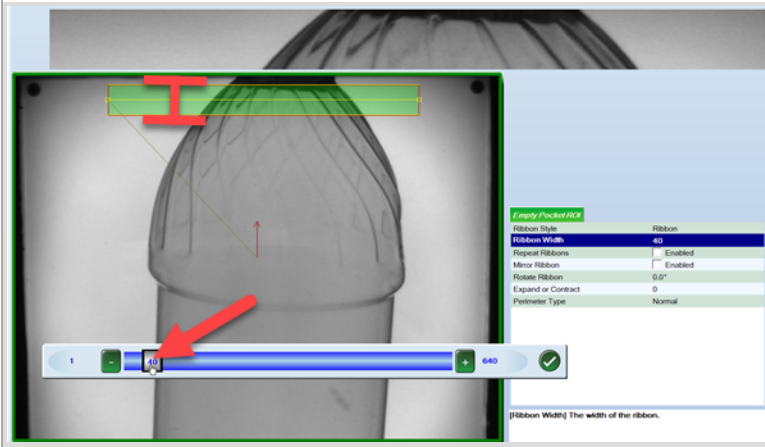 Empty Pocket ROI
Ribbon Style Ribbon
Ribbon Width 40
Repeat Ribbons Enabled
Mirror Ribbon Enabled
Rotate Ribbon 0.0°
Expand or Contract 0
Perimeter Type Normal
1 - 40 + 640
[Ribbon Width] The width of the ribbon.